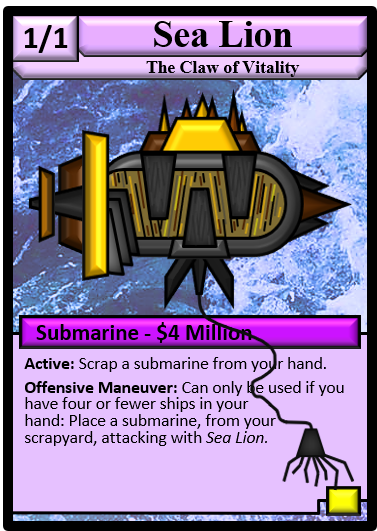 1/1
Sea Lion
The Claw of Vitality
Submarine - $4 Million
Active: Scrap a submarine from your hand.
Offensive Maneuver: Can only be used if you
have four or fewer ships in your
hand: Place a submarine, from your
scrapyard, attacking with Sea Lion.